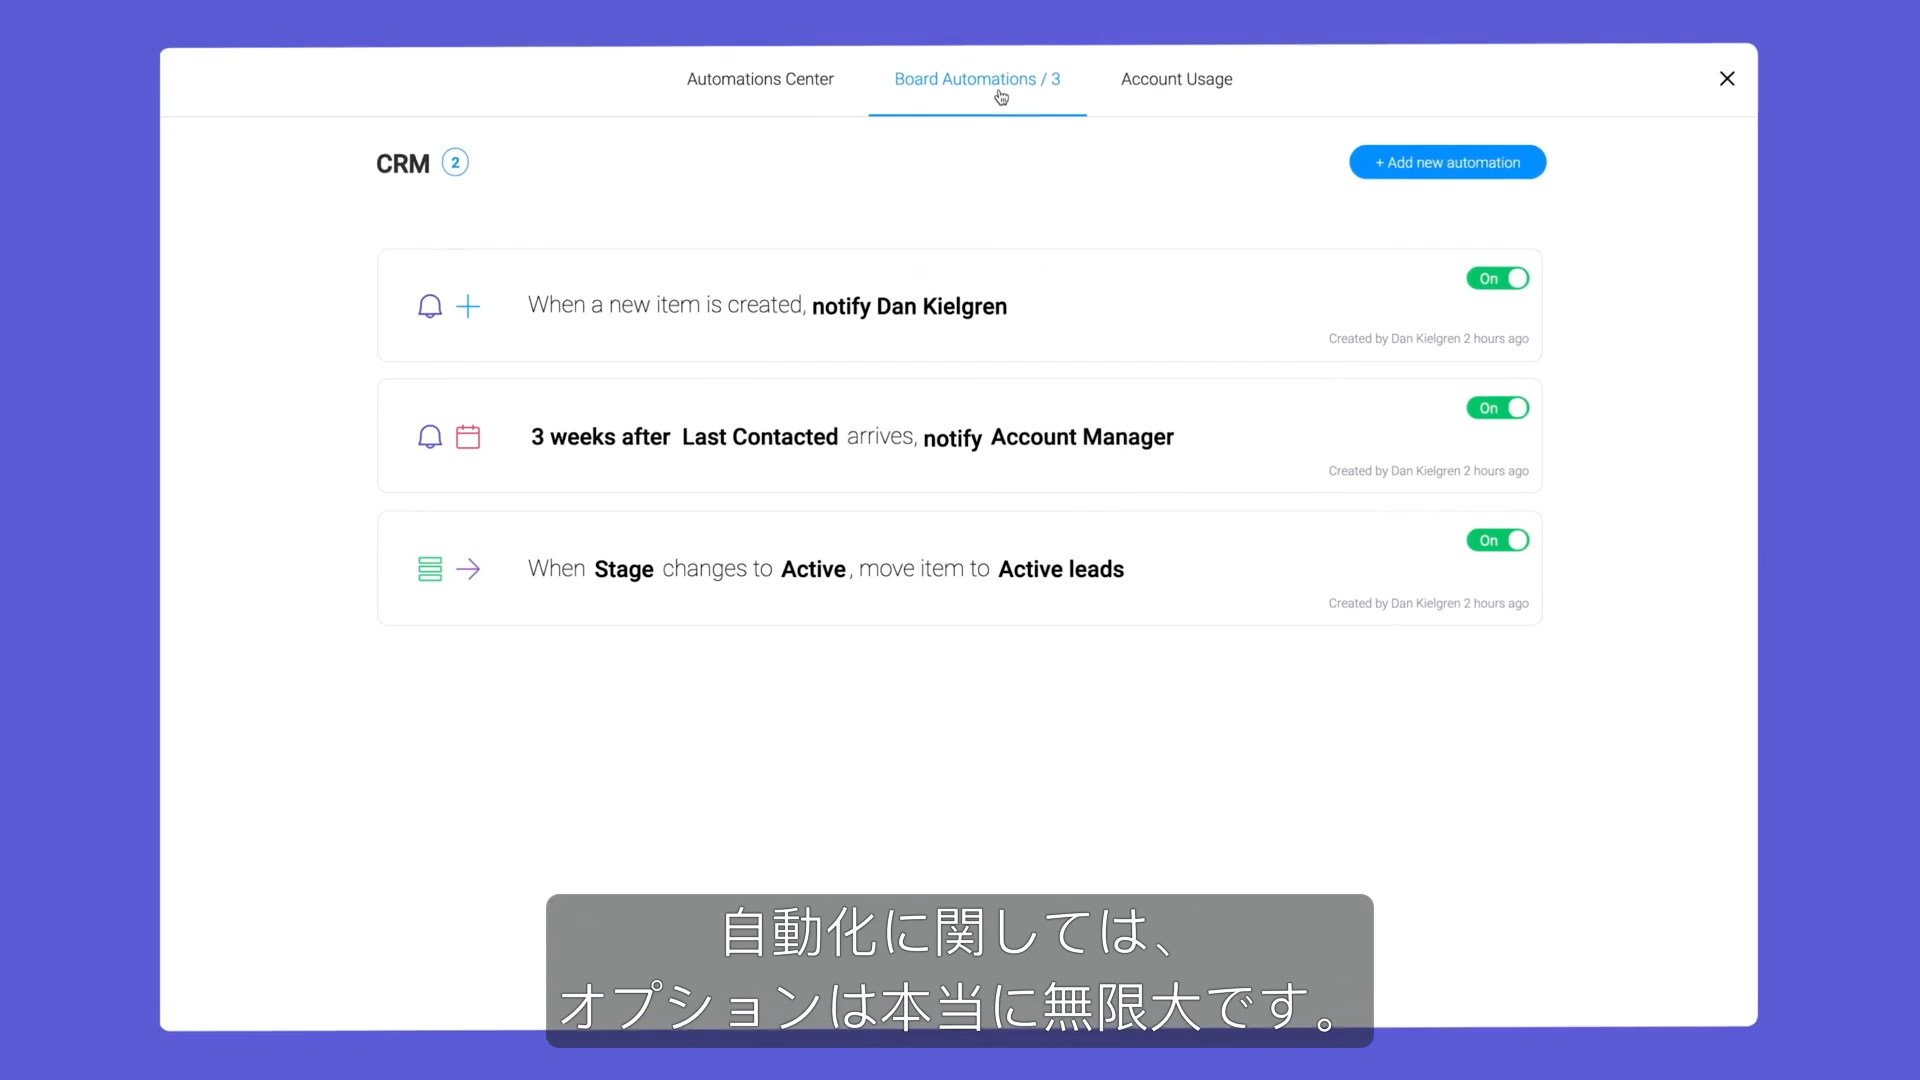 Automations Center
Board Automations / 3
Account Usage
CRM 2
+ Add new automation
On
When a new item is created, notify Dan Kielgren
Created by Dan Kielgren 2 hours ago
On
3 weeks after Last Contacted arrives, notify Account Manager
Created by Dan Kielgren 2 hours ago
On
When Stage changes to Active, move item to Active leads
Created by Dan Kielgren 2 hours ago
自動化に関しては、
オプションは本当に無限大です。